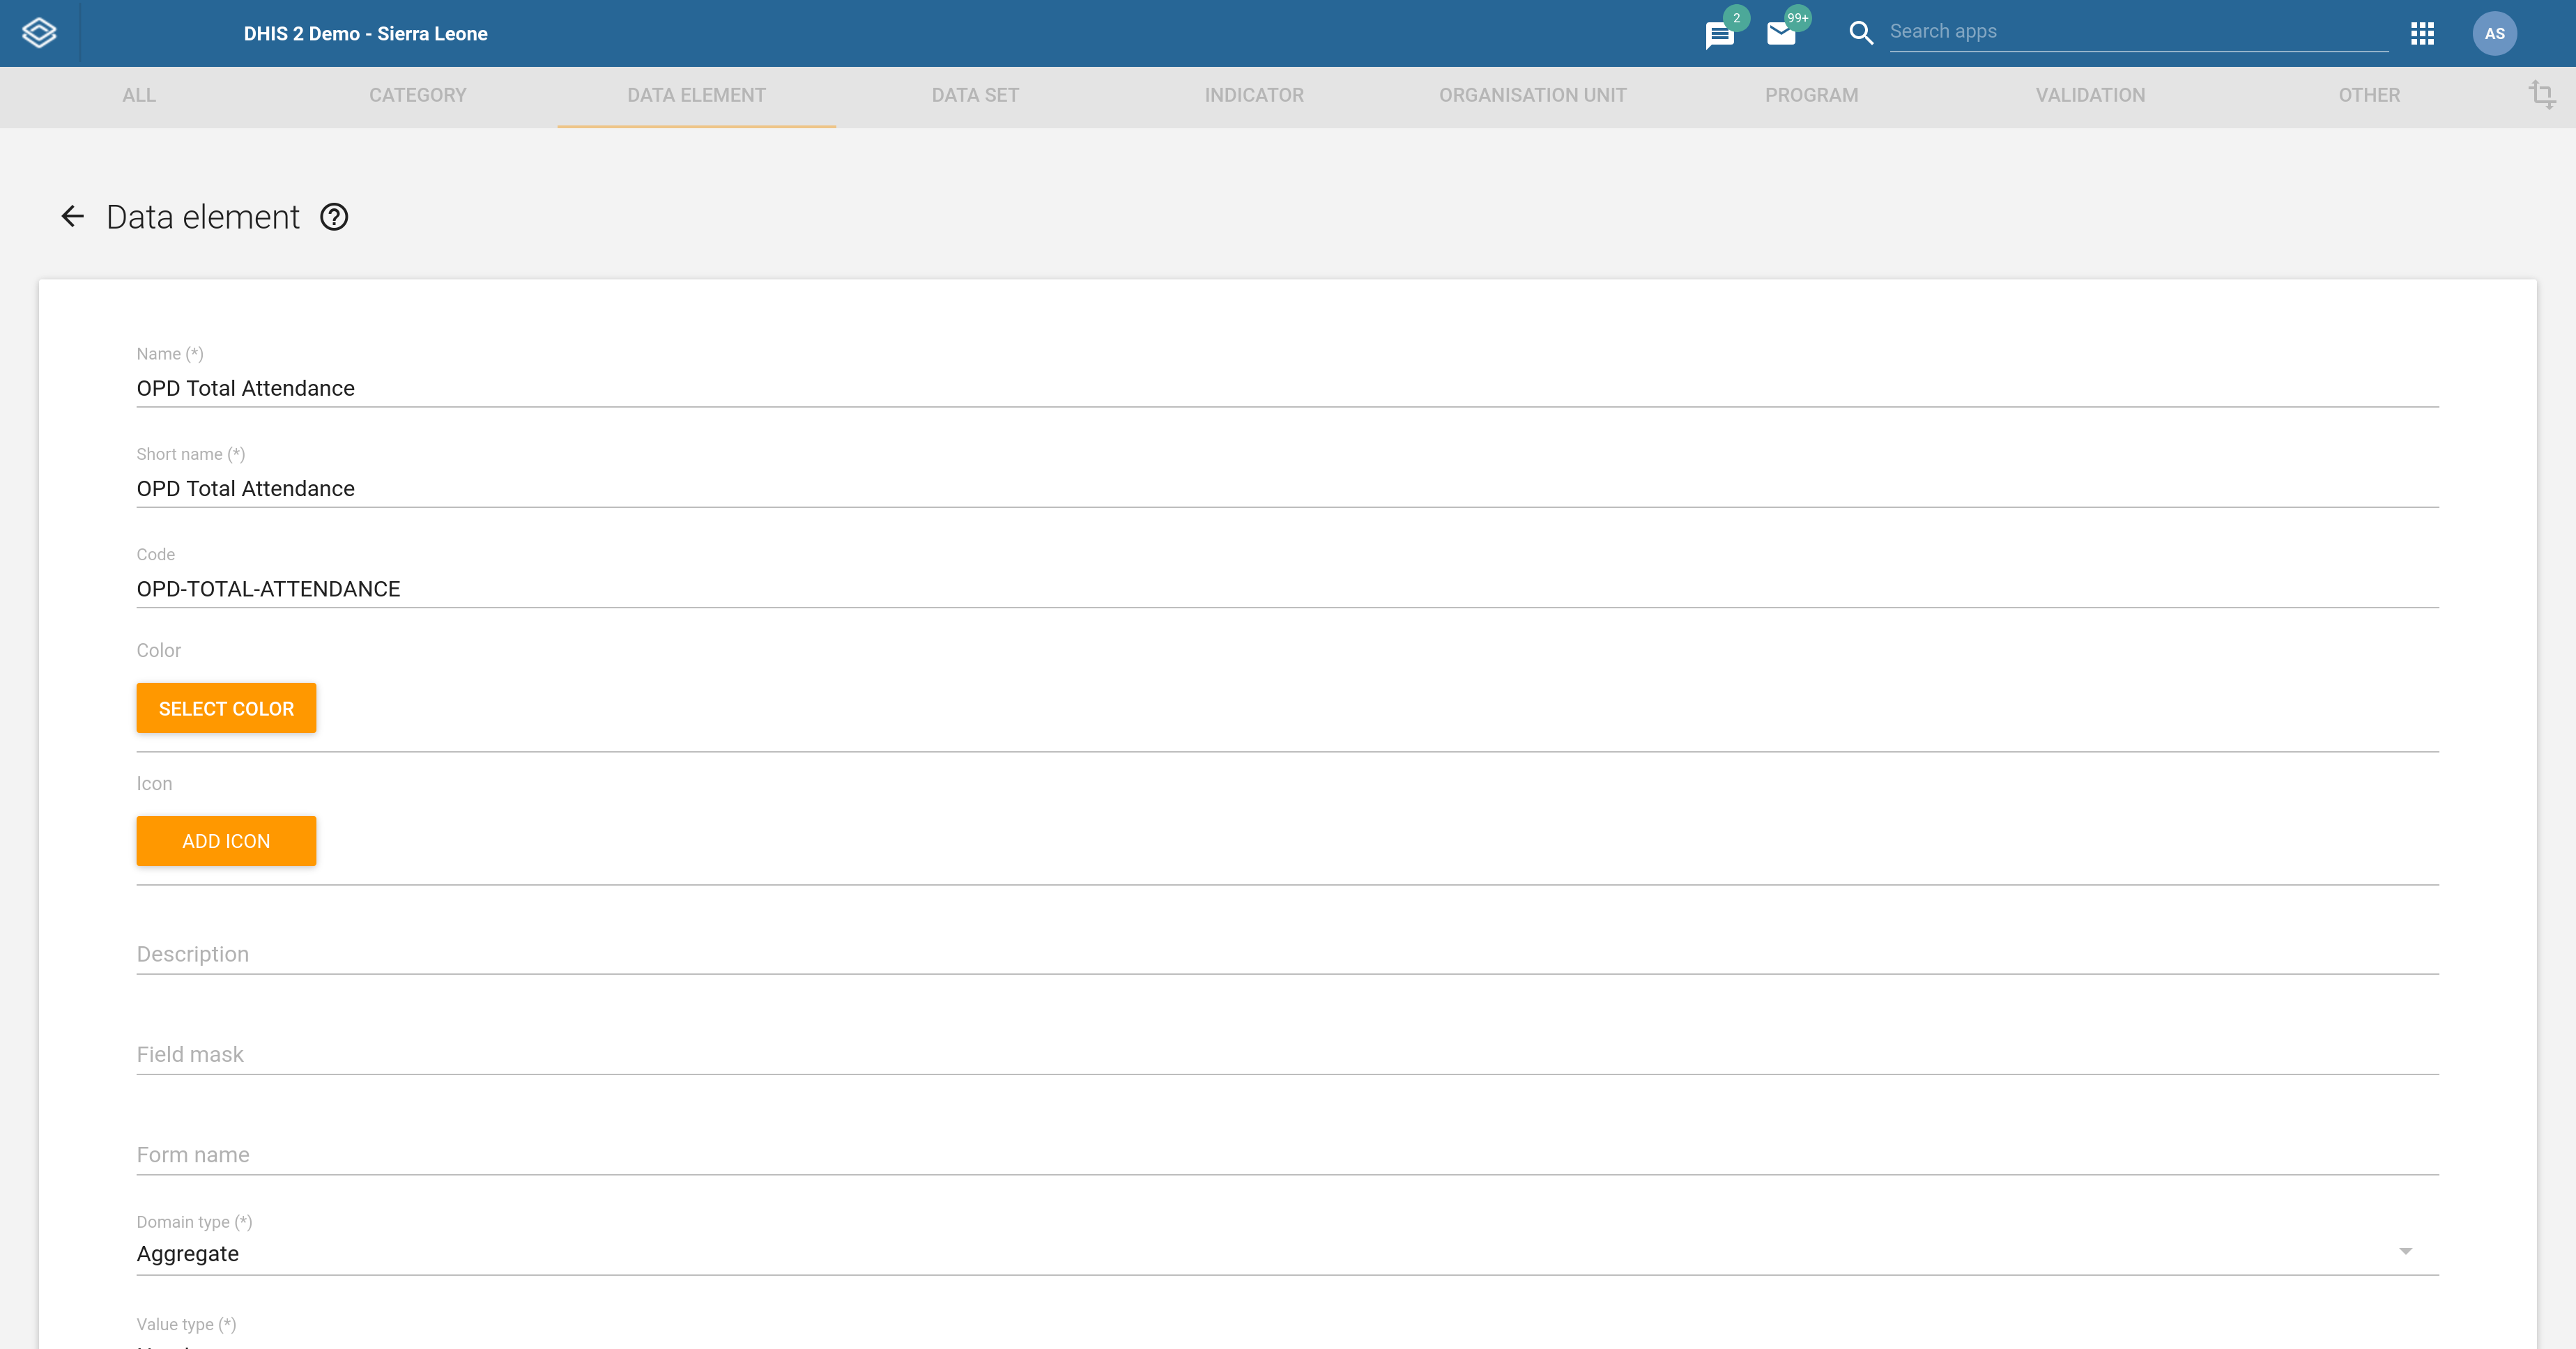 DHIS 2 Demo - Sierra Leone
2
99+
Search apps
AS
ALL
CATEGORY
DATA ELEMENT
DATA SET
INDICATOR
ORGANISATION UNIT
PROGRAM
VALIDATION
OTHER
Data element
Name (*)
OPD Total Attendance
Short name (*)
OPD Total Attendance
Code
OPD-TOTAL-ATTENDANCE
Color
SELECT COLOR
Icon
ADD ICON
Description
Field mask
Form name
Domain type (*)
Aggregate
Value type (*)